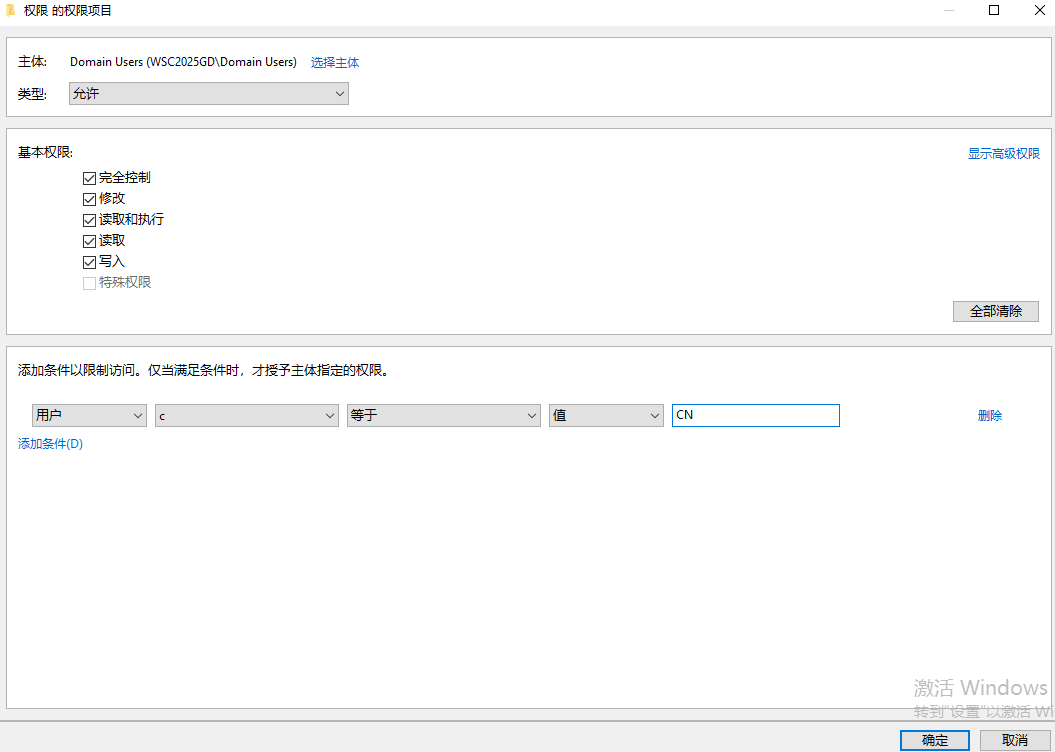 权限 的权限项目
主体: Domain Users (WSC2025GD\Domain Users) 选择主体
类型: 允许
基本权限: 显示高级权限
完全控制
修改
读取和执行
读取
写入
特殊权限
全部清除
添加条件以限制访问。仅当满足条件时，才授予主体指定的权限。
用户 c 等于 值 CN 删除
添加条件(D)
激活 Windows
转到"设置"以激活 Wi
确定 取消